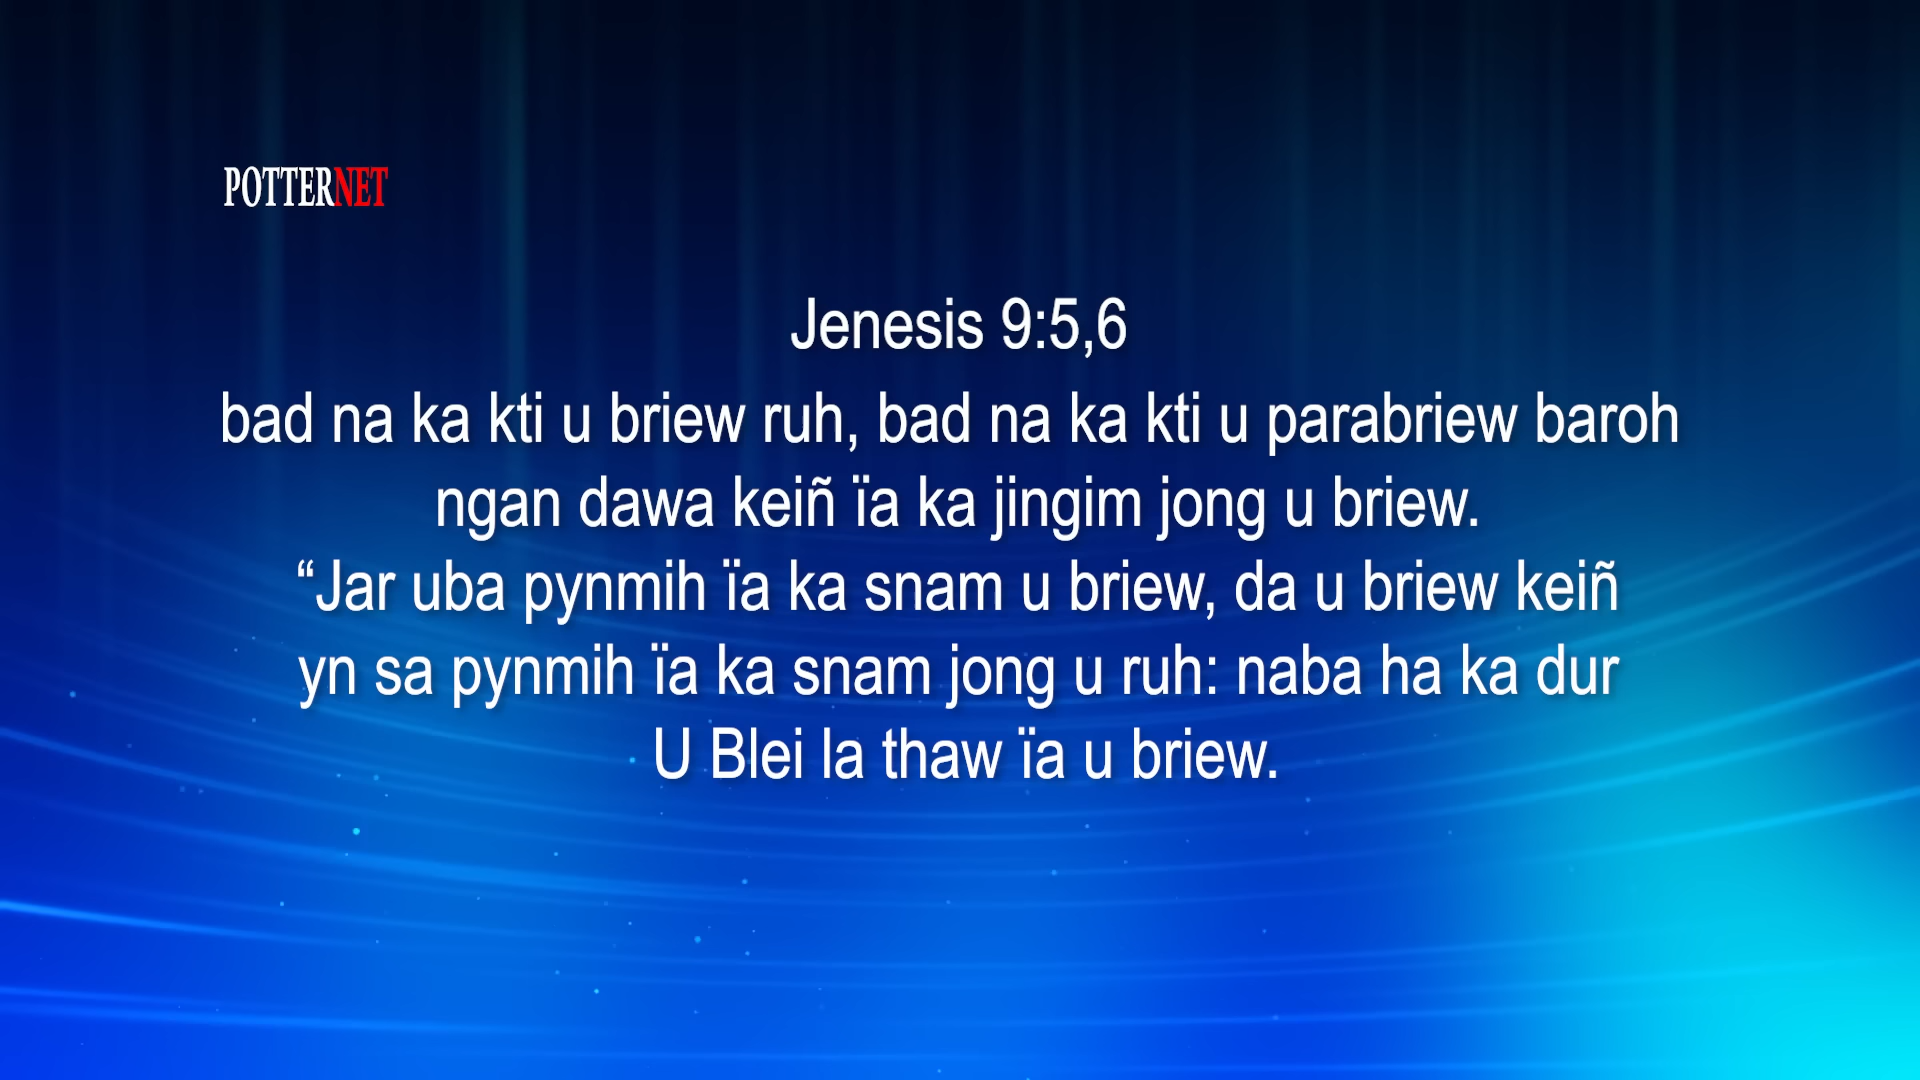 POTTERNET
Jenesis 9:5,6
bad na ka kti u briew ruh, bad na ka kti u parabriew baroh
ngan dawa keiñ ïa ka jingim jong u briew.
“Jar uba pynmih ïa ka snam u briew, da u briew keiñ
yn sa pynmih ïa ka snam jong u ruh: naba ha ka dur
U Blei la thaw ïa u briew.